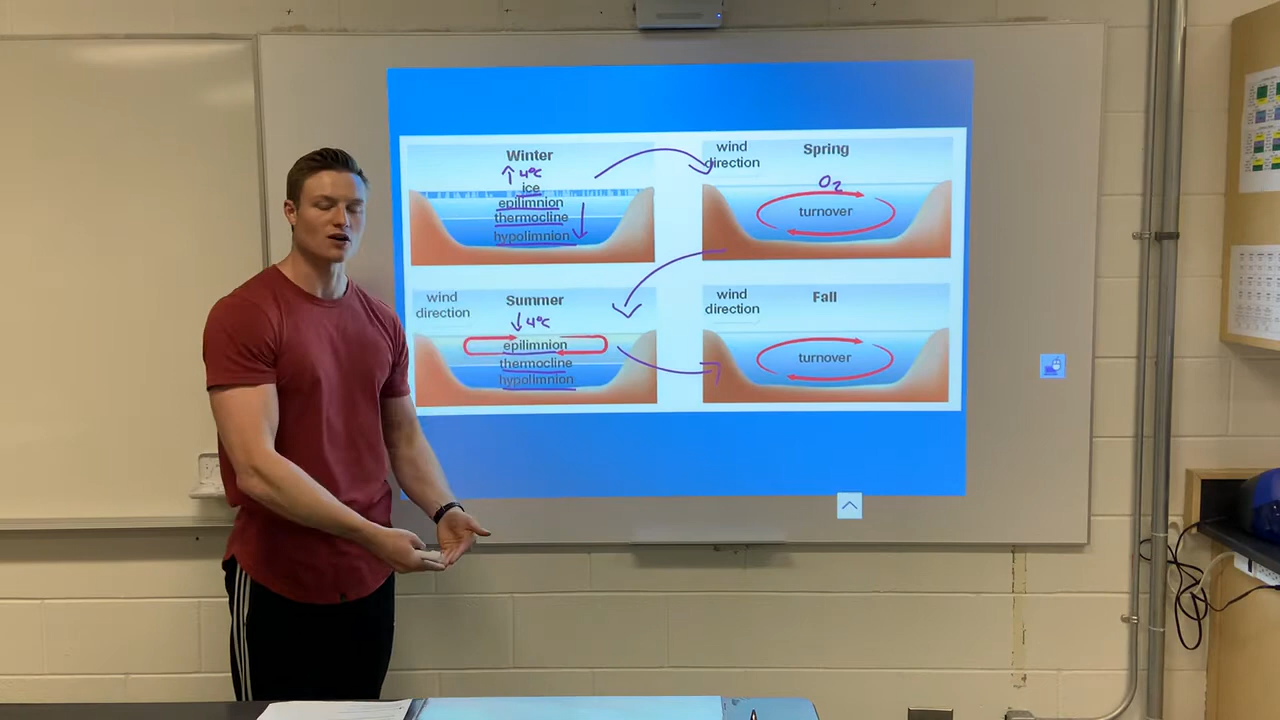 Winter
↑ 4°C
ice
epilimnion
thermocline
hypolimnion
wind
direction
Spring
O2
turnover
wind
direction
Summer
↓ 4°C
epilimnion
thermocline
hypolimnion
wind
direction
Fall
turnover